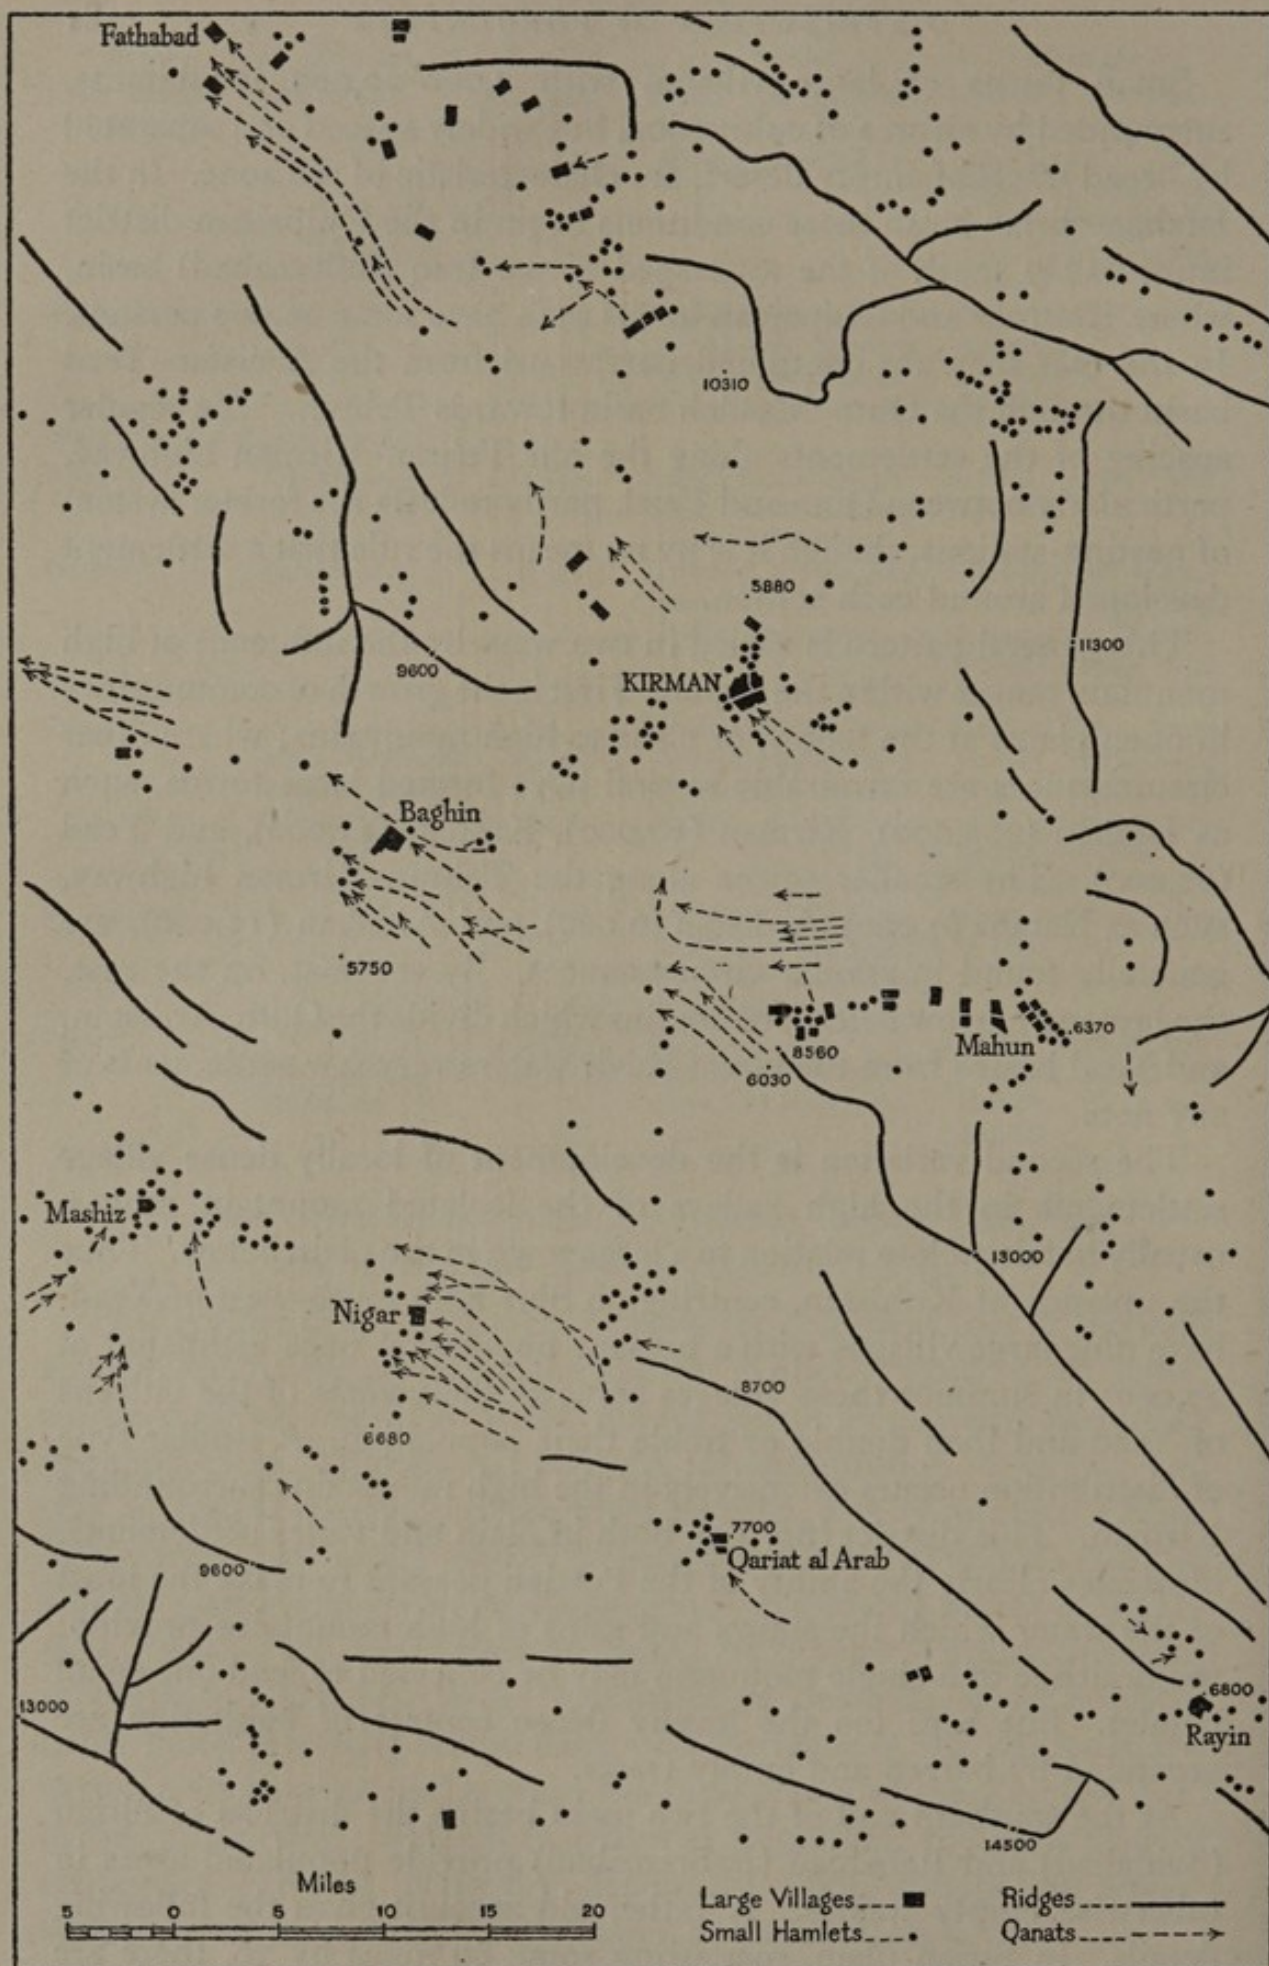 Fathabad
10310
5880
11300
9600
KIRMAN
Baghin
5750
6370
Mahun
8560
6030
Mashiz
13000
Nigar
8700
6680
7700
Qariat al Arab
9600
6800
13000
Rayin
14500
Miles
5 0 5 10 15 20
Large Villages
Ridges
Small Hamlets
Qanats